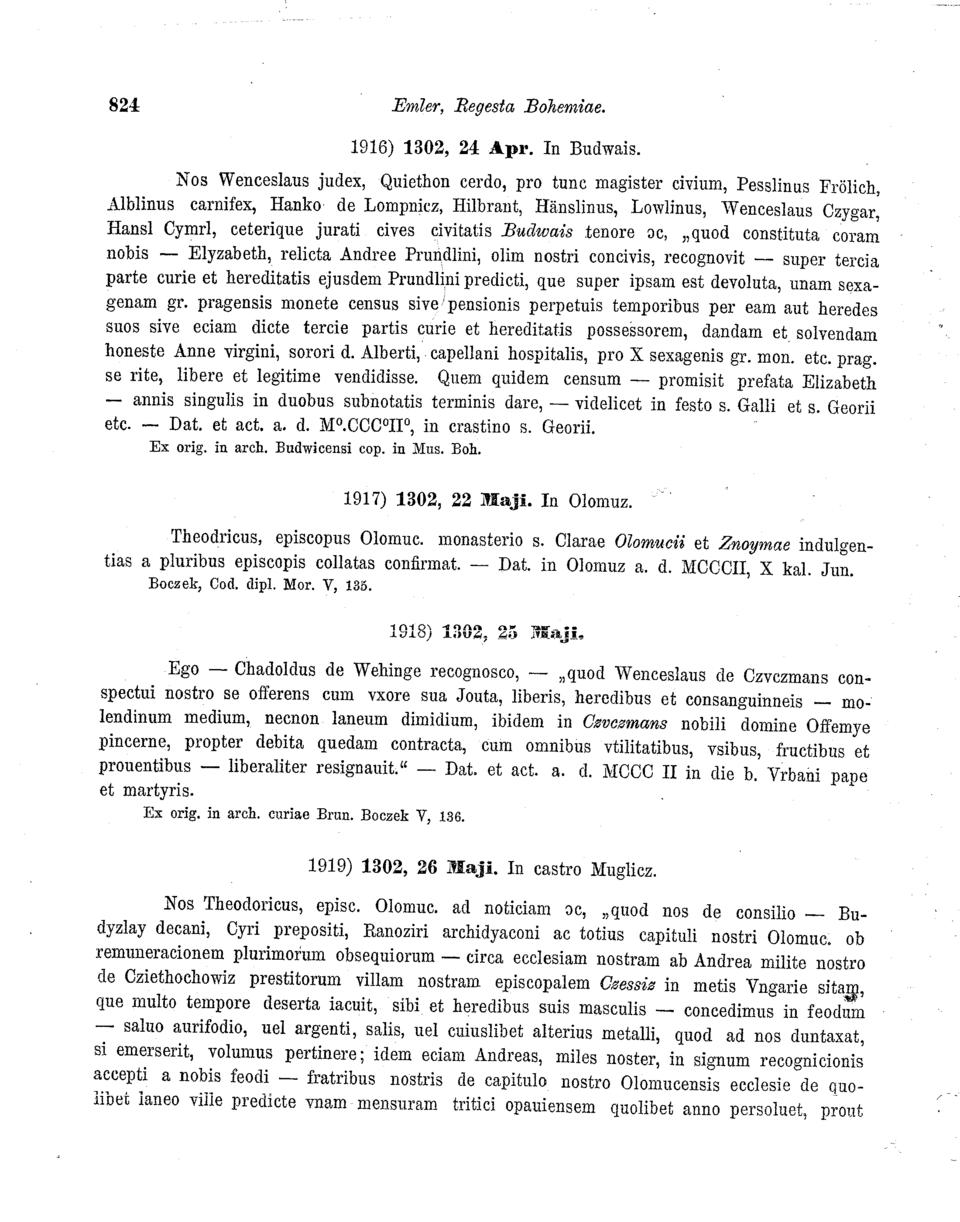 824 Emler, Regesta Bohemiae.
1916) 1302, 24 Apr. In Budwais.
Nos Wenceslaus judex, Quiethon cerdo, pro tunc magister civium, Pesslinus Frölich,
Alblinus carnifex, Hanko de Lompnicz, Hilbrant, Hänslinus, Lowlinus, Wenceslaus Czygar,
Hansl Cymrl, ceterique jurati cives civitatis Budwais tenore ɔc, „quod constituta coram
nobis — Elyzabeth, relicta Andree Prundlini, olim nostri concivis, recognovit — super tercia
parte curie et hereditatis ejusdem Prundlini predicti, que super ipsam est devoluta, unam sexa-
genam gr. pragensis monete census sive pensionis perpetuis temporibus per eam aut heredes
suos sive eciam dicte tercie partis curie et hereditatis possessorem, dandam et solvendam
honeste Anne virgini, sorori d. Alberti, capellani hospitalis, pro X sexagenis gr. mon. etc. prag.
se rite, libere et legitime vendidisse. Quem quidem censum — promisit prefata Elizabeth
— annis singulis in duobus subnotatis terminis dare, — videlicet in festo s. Galli et s. Georii
etc. — Dat. et act. a. d. M⁰.CCC⁰II⁰, in crastino s. Georii.
Ex orig. in arch. Budwicensi cop. in Mus. Boh.
1917) 1302, 22 Maji. In Olomuz.
Theodricus, episcopus Olomuc. monasterio s. Clarae Olomucii et Znoymae indulgen-
tias a pluribus episcopis collatas confirmat. — Dat. in Olomuz a. d. MCCCII, X kal. Jun.
Boczek, Cod. dipl. Mor. V, 135.
1918) 1302, 25 Maji.
Ego — Chadoldus de Wehinge recognosco, — „quod Wenceslaus de Czvczmans con-
spectui nostro se offerens cum vxore sua Jouta, liberis, heredibus et consanguinneis — mo-
lendinum medium, necnon laneum dimidium, ibidem in Czvczmans nobili domine Offemye
pincerne, propter debita quedam contracta, cum omnibus vtilitatibus, vsibus, fructibus et
prouentibus — liberaliter resignauit.“ — Dat. et act. a. d. MCCC II in die b. Vrbani pape
et martyris.
Ex orig. in arch. curiae Brun. Boczek V, 136.
1919) 1302, 26 Maji. In castro Muglicz.
Nos Theodoricus, episc. Olomuc. ad noticiam ɔc, „quod nos de consilio — Bu-
dyzlay decani, Cyri prepositi, Ranoziri archidyaconi ac totius capituli nostri Olomuc. ob
remuneracionem plurimorum obsequiorum — circa ecclesiam nostram ab Andrea milite nostro
de Cziethochowiz prestitorum villam nostram episcopalem Czessiz in metis Vngarie sitam,
que multo tempore deserta iacuit, sibi et heredibus suis masculis — concedimus in feodum
— saluo aurifodio, uel argenti, salis, uel cuiuslibet alterius metalli, quod ad nos duntaxat,
si emerserit, volumus pertinere; idem eciam Andreas, miles noster, in signum recognicionis
accepti a nobis feodi — fratribus nostris de capitulo nostro Olomucensis ecclesie de quo-
libet laneo ville predicte vnam mensuram tritici opauiensem quolibet anno persoluet, prout